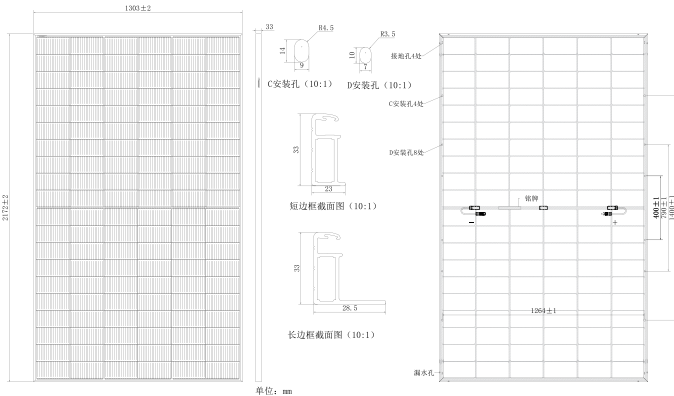 1303±2
2172±2
33
R4.5
14
9
C安装孔（10:1）
R3.5
10
7
D安装孔（10:1）
33
23
短边框截面图（10:1）
33
28.5
长边框截面图（10:1）
单位：mm
接地孔4处
C安装孔4处
D安装孔8处
铭牌
－
＋
400±1
790±1
1400±1
1264±1
漏水孔